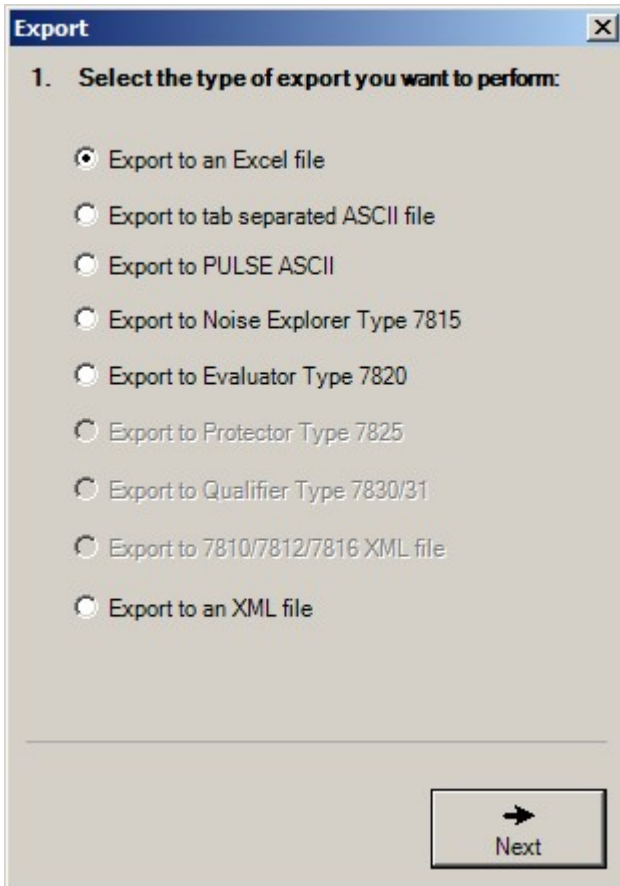 Export
1. Select the type of export you want to perform:
Export to an Excel file
Export to tab separated ASCII file
Export to PULSE ASCII
Export to Noise Explorer Type 7815
Export to Evaluator Type 7820
Export to Protector Type 7825
Export to Qualifier Type 7830/31
Export to 7810/7812/7816 XML file
Export to an XML file
Next